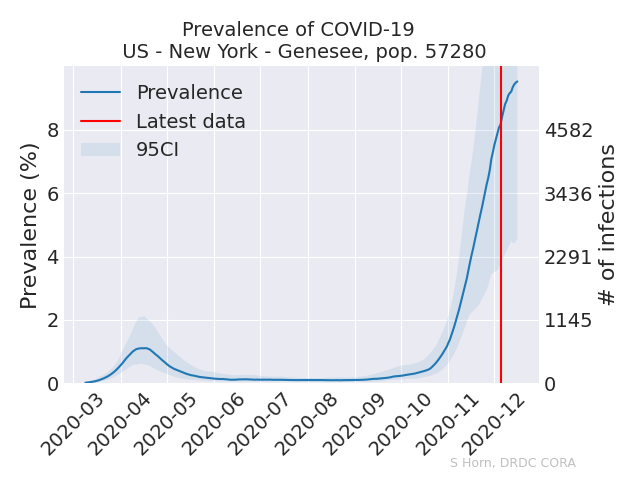 Prevalence of COVID-19
US - New York - Genesee, pop. 57280
Prevalence
Latest data
95CI
Prevalence (%)
8
6
4
2
0
4582
3436
2291
1145
0
# of infections
2020-03
2020-04
2020-05
2020-06
2020-07
2020-08
2020-09
2020-10
2020-11
2020-12
S Horn, DRDC CORA